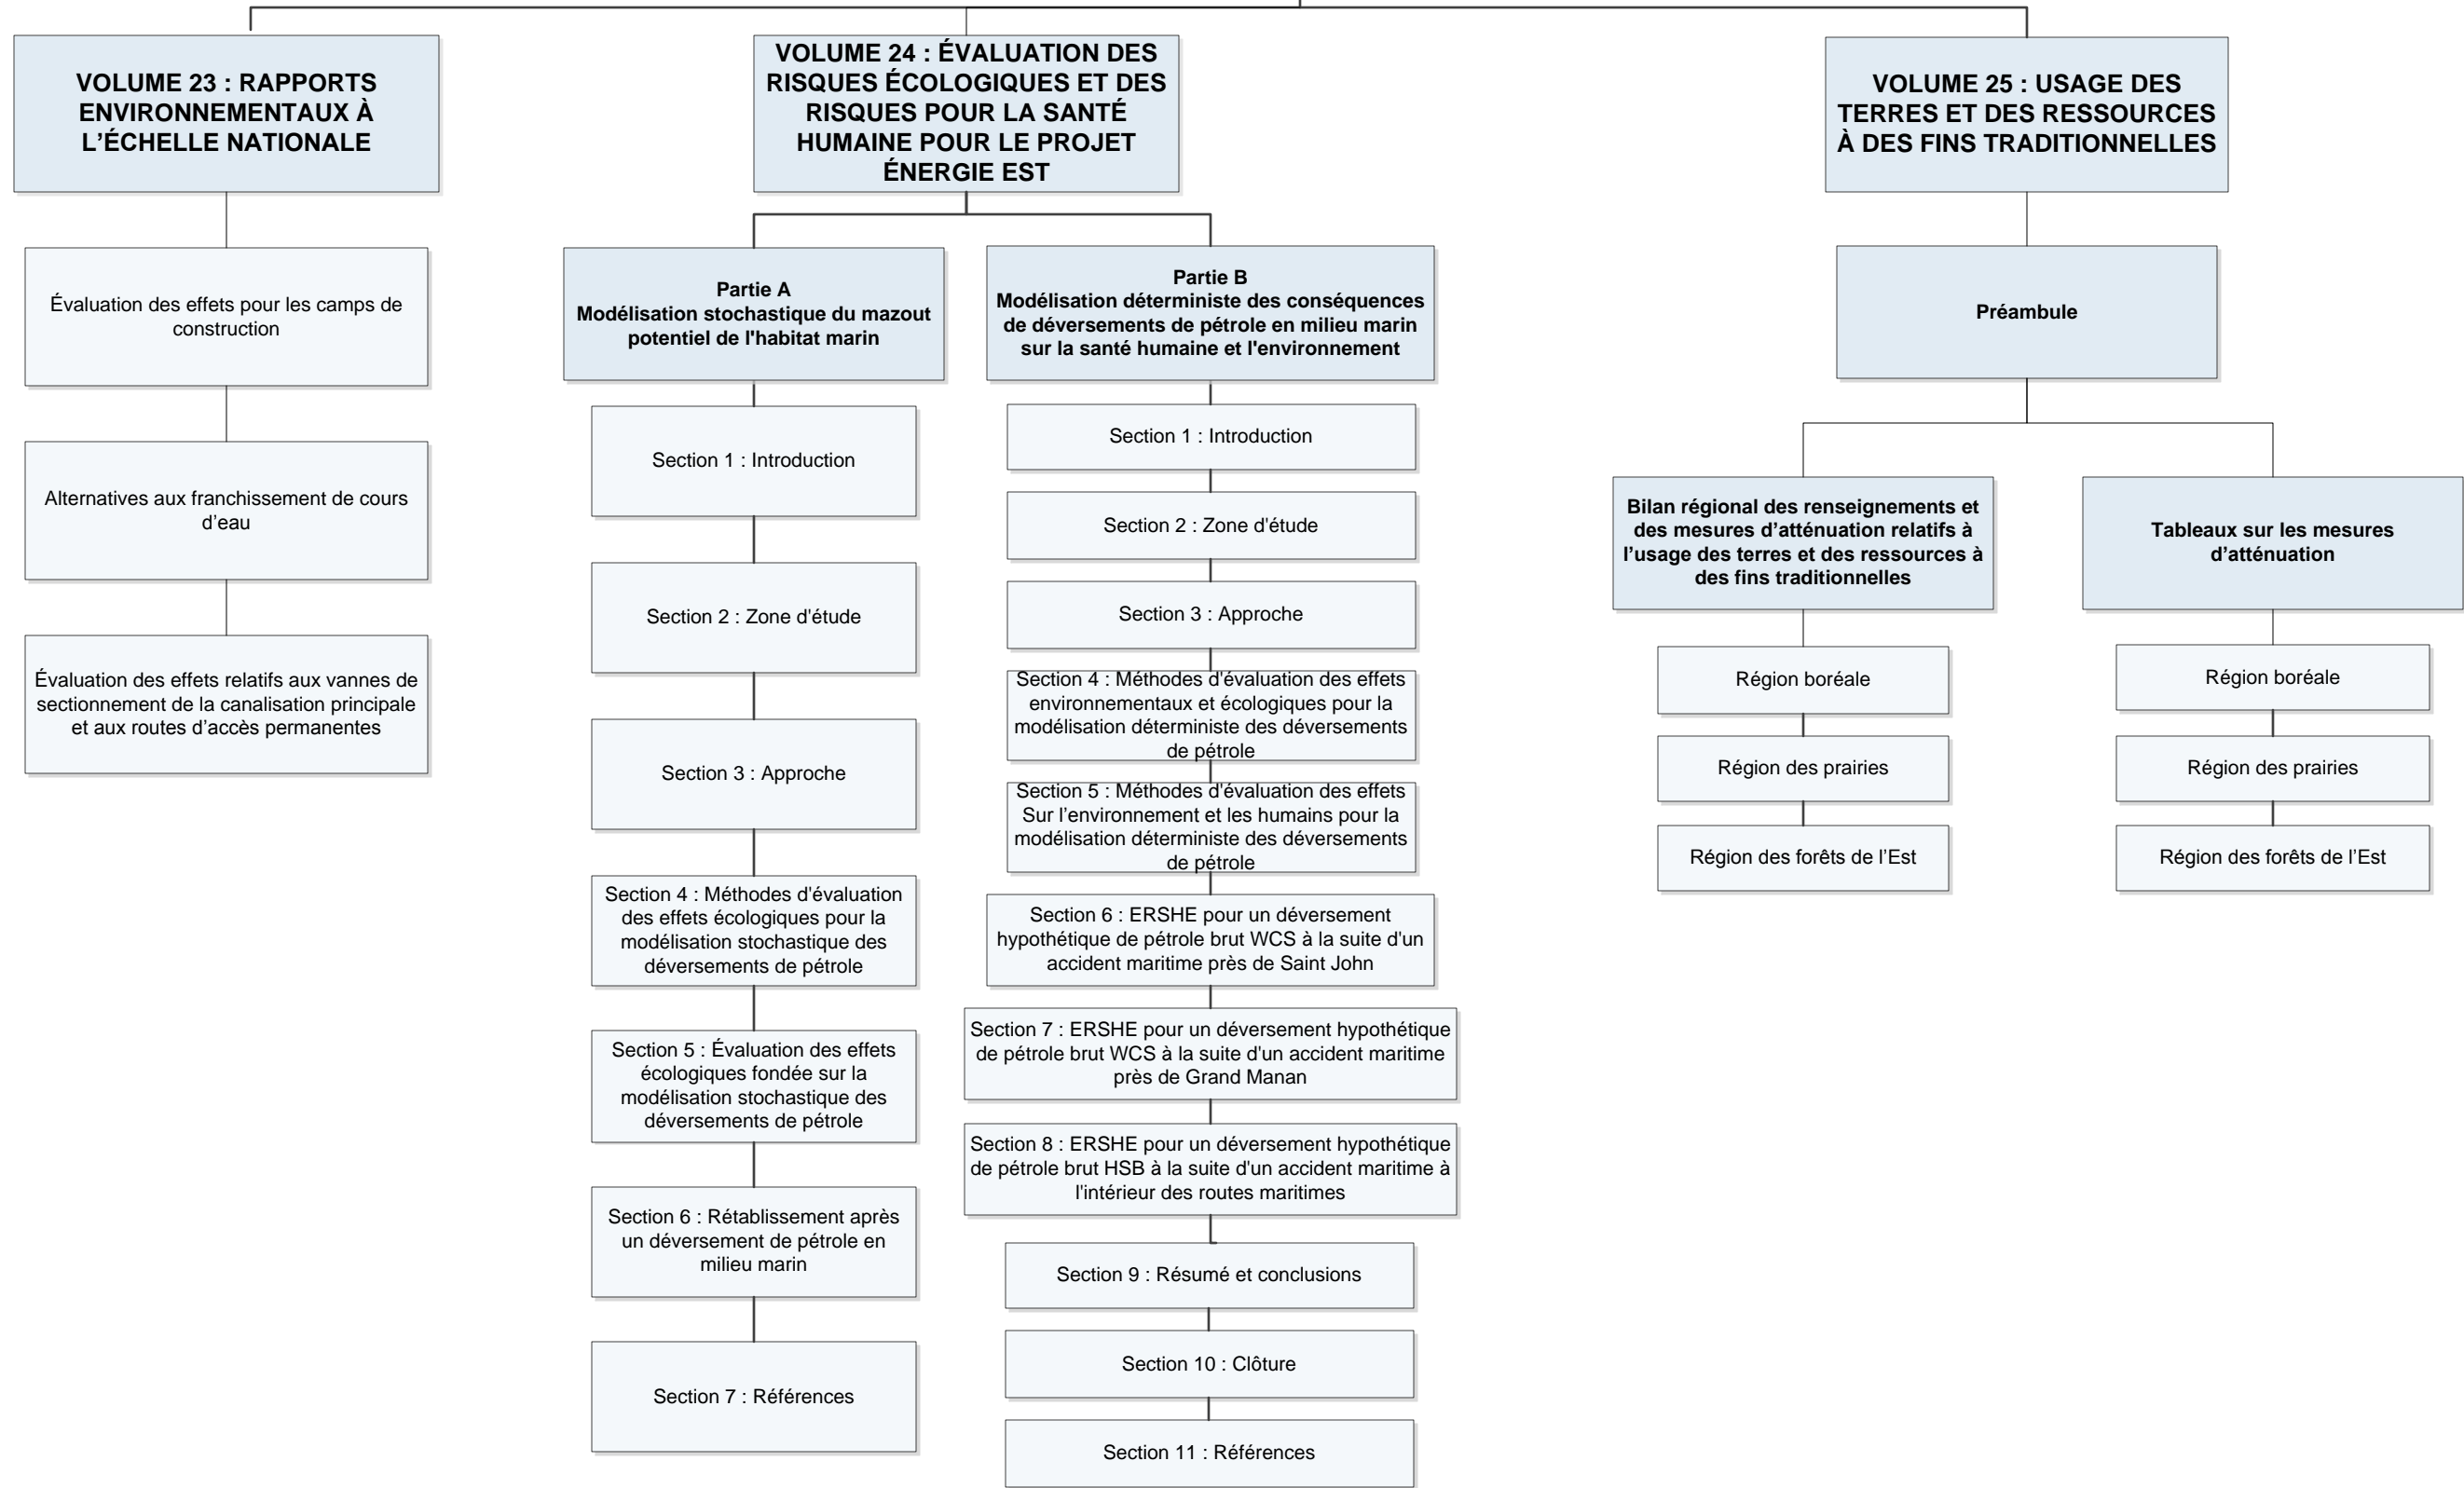 VOLUME 23 : RAPPORTS
ENVIRONNEMENTAUX À
L’ÉCHELLE NATIONALE
Évaluation des effets pour les camps de
construction
Alternatives aux franchissement de cours
d’eau
Évaluation des effets relatifs aux vannes de
sectionnement de la canalisation principale
et aux routes d’accès permanentes
VOLUME 24 : ÉVALUATION DES
RISQUES ÉCOLOGIQUES ET DES
RISQUES POUR LA SANTÉ
HUMAINE POUR LE PROJET
ÉNERGIE EST
Partie A
Modélisation stochastique du mazout
potentiel de l'habitat marin
Section 1 : Introduction
Section 2 : Zone d'étude
Section 3 : Approche
Section 4 : Méthodes d'évaluation
des effets écologiques pour la
modélisation stochastique des
déversements de pétrole
Section 5 : Évaluation des effets
écologiques fondée sur la
modélisation stochastique des
déversements de pétrole
Section 6 : Rétablissement après
un déversement de pétrole en
milieu marin
Section 7 : Références
Partie B
Modélisation déterministe des conséquences
de déversements de pétrole en milieu marin
sur la santé humaine et l'environnement
Section 1 : Introduction
Section 2 : Zone d'étude
Section 3 : Approche
Section 4 : Méthodes d'évaluation des effets
environnementaux et écologiques pour la
modélisation déterministe des déversements
de pétrole
Section 5 : Méthodes d'évaluation des effets
Sur l’environnement et les humains pour la
modélisation déterministe des déversements
de pétrole
Section 6 : ERSHE pour un déversement
hypothétique de pétrole brut WCS à la suite d'un
accident maritime près de Saint John
Section 7 : ERSHE pour un déversement hypothétique
de pétrole brut WCS à la suite d'un accident maritime
près de Grand Manan
Section 8 : ERSHE pour un déversement hypothétique
de pétrole brut HSB à la suite d'un accident maritime à
l'intérieur des routes maritimes
Section 9 : Résumé et conclusions
Section 10 : Clôture
Section 11 : Références
VOLUME 25 : USAGE DES
TERRES ET DES RESSOURCES
À DES FINS TRADITIONNELLES
Préambule
Bilan régional des renseignements et
des mesures d’atténuation relatifs à
l’usage des terres et des ressources à
des fins traditionnelles
Région boréale
Région des prairies
Région des forêts de l’Est
Tableaux sur les mesures
d’atténuation
Région boréale
Région des prairies
Région des forêts de l’Est